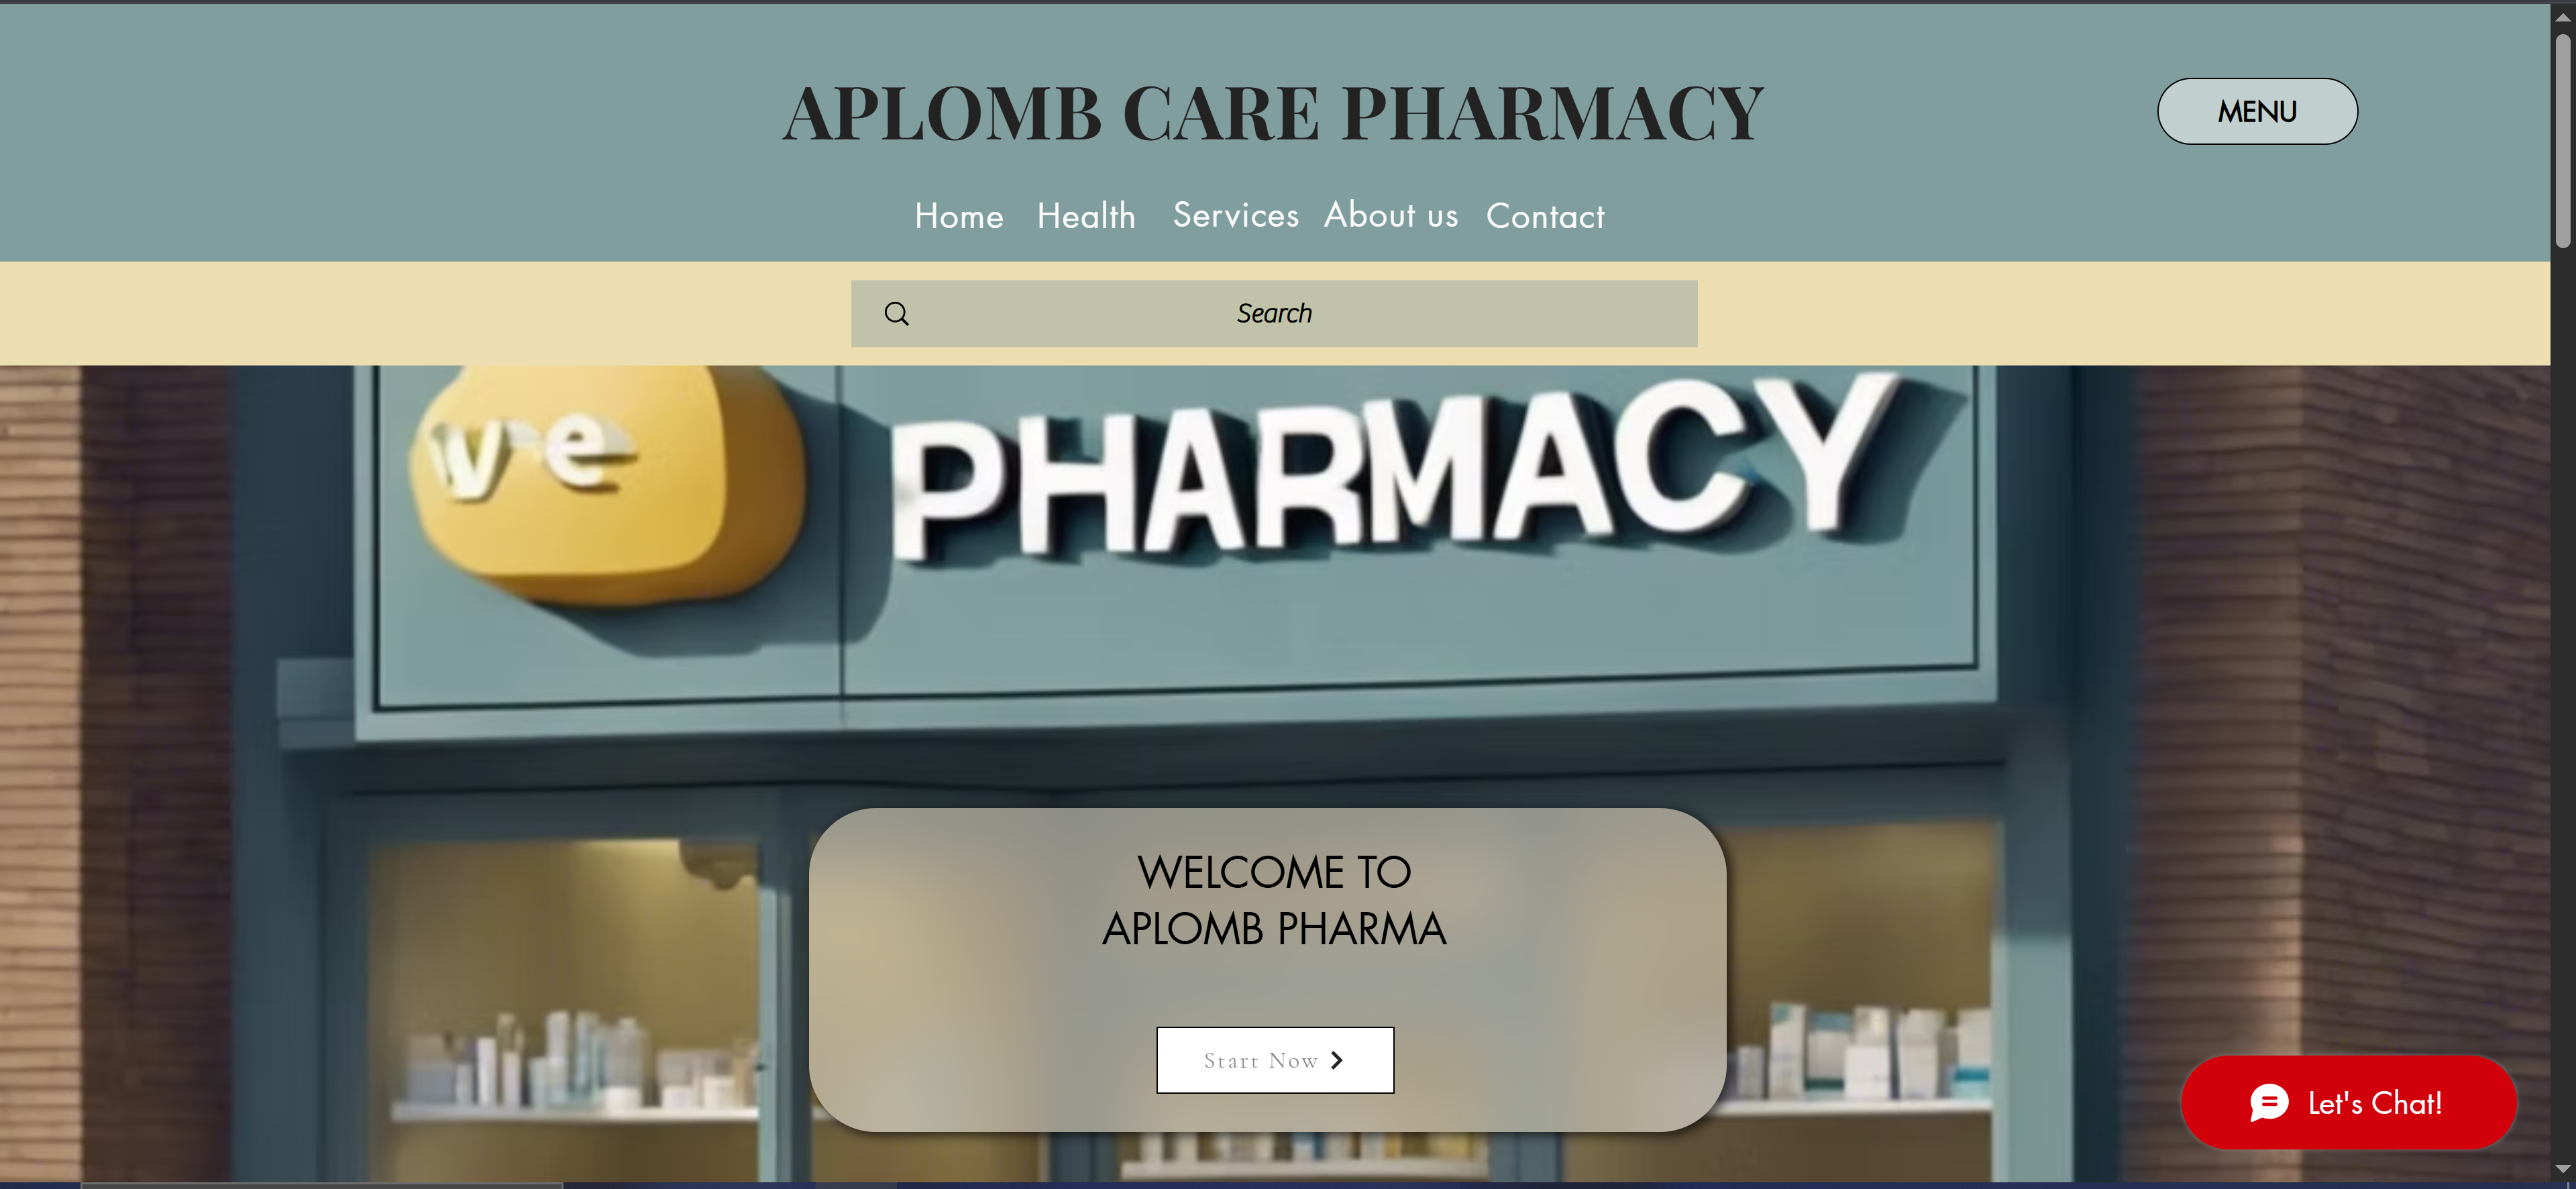 APLOMB CARE PHARMACY
MENU
Home Health Services About us Contact
Search
ve
PHARMACY
WELCOME TO
APLOMB PHARMA
Start Now
Let's Chat!